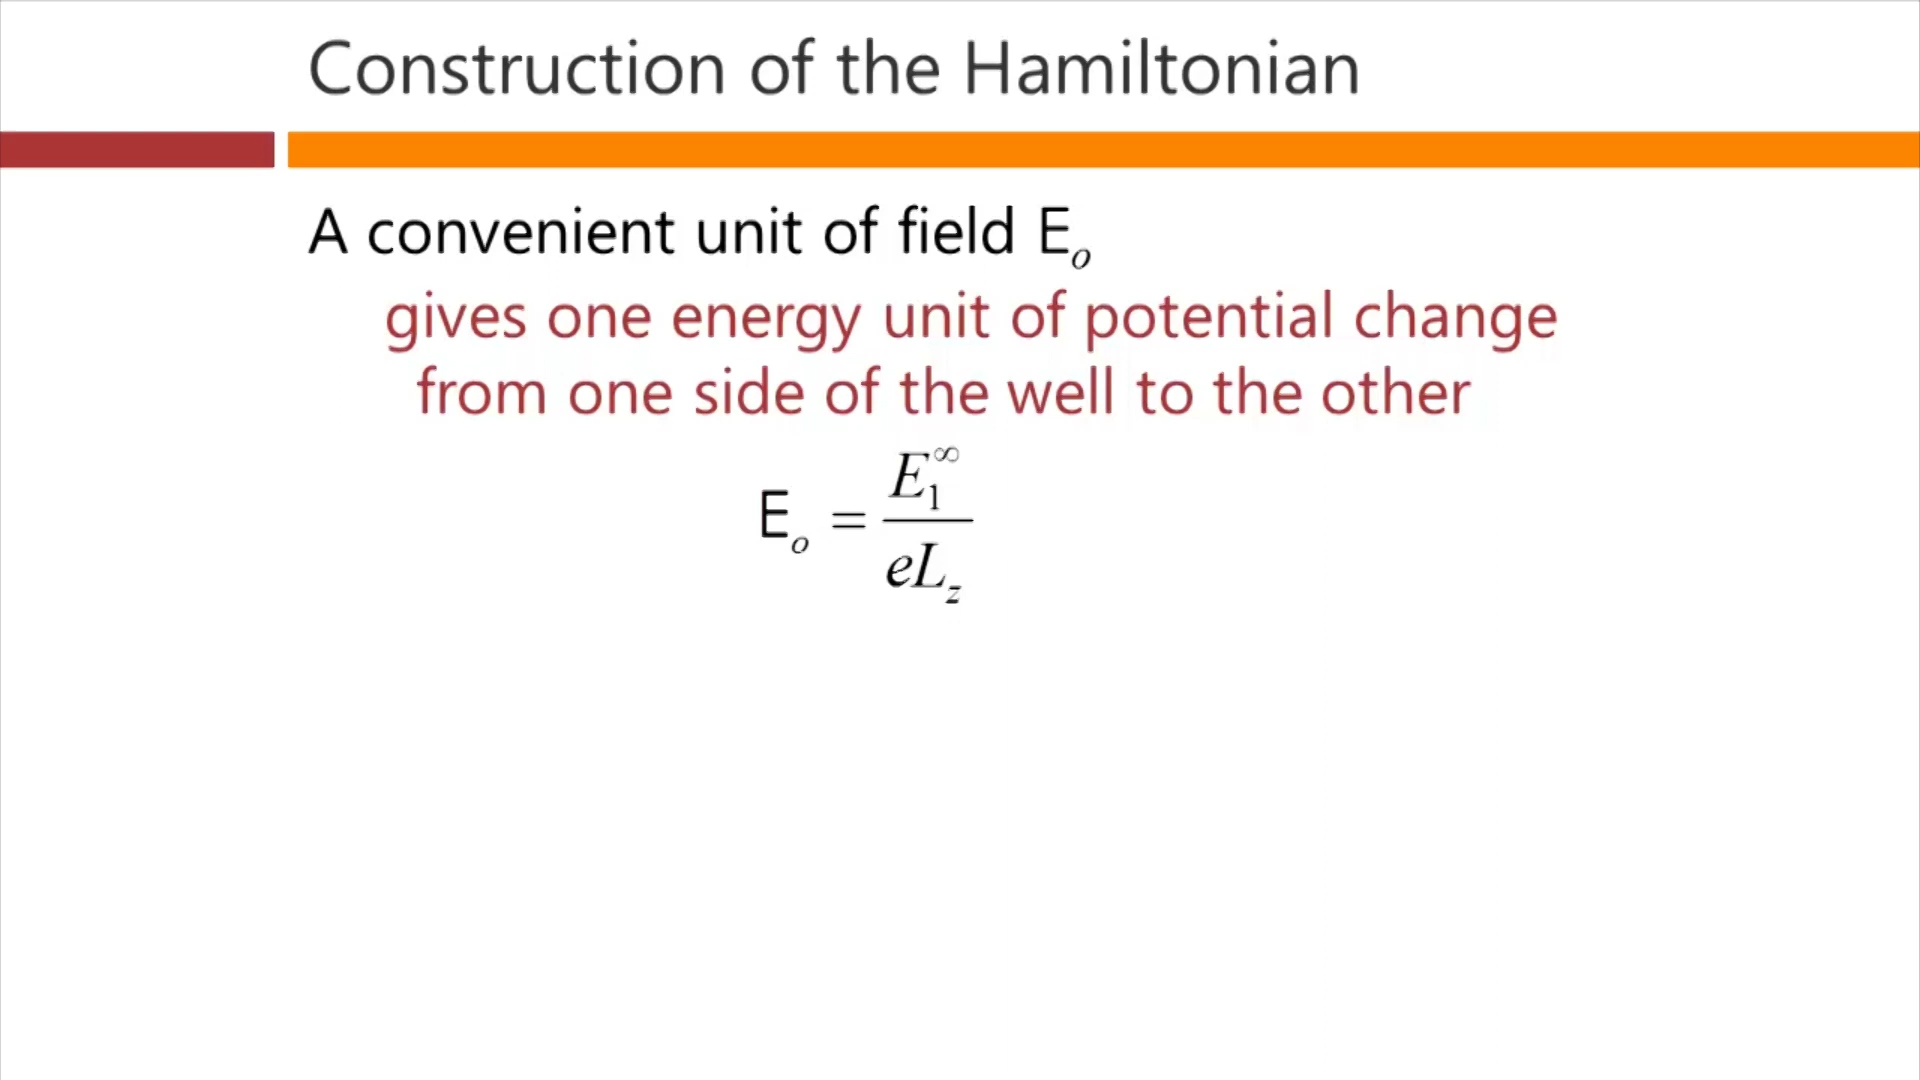 Construction of the Hamiltonian
A convenient unit of field E_o
gives one energy unit of potential change
from one side of the well to the other
E_o = E_1^∞ / eL_z